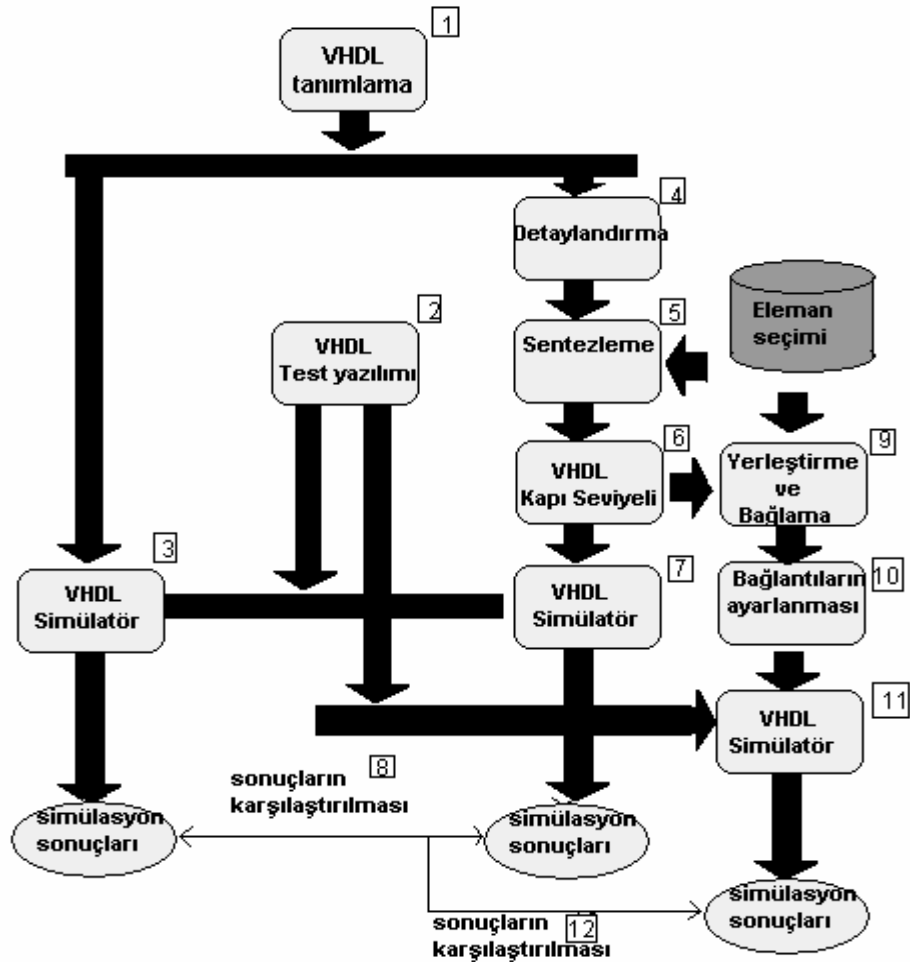 1
VHDL
tanımlama
4
Detaylandırma
2
VHDL
Test yazılımı
5
Sentezleme
Eleman
seçimi
6
VHDL
Kapı Seviyeli
9
Yerleştirme
ve
Bağlama
3
VHDL
Simülatör
7
VHDL
Simülatör
10
Bağlantıların
ayarlanması
11
VHDL
Simülatör
8
sonuçların
karşılaştırılması
simülasyon
sonuçları
simülasyon
sonuçları
simülasyon
sonuçları
12
sonuçların
karşılaştırılması